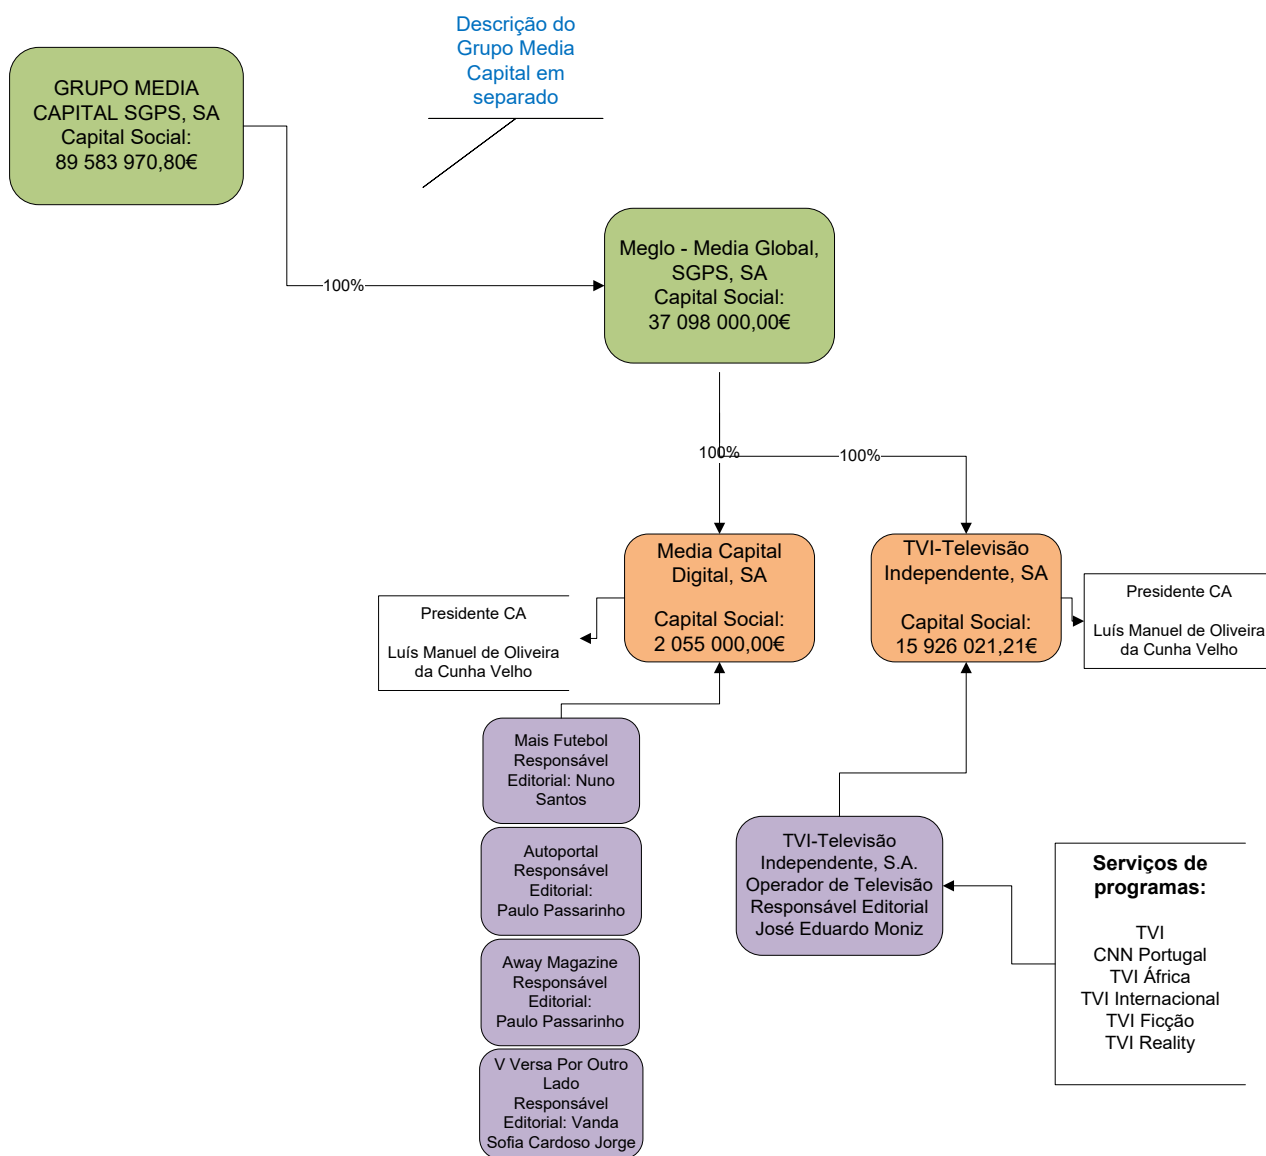 Descrição do
Grupo Media
Capital em
separado
GRUPO MEDIA
CAPITAL SGPS, SA
Capital Social:
89 583 970,80€
100%
Meglo - Media Global,
SGPS, SA
Capital Social:
37 098 000,00€
100%
100%
Media Capital
Digital, SA
Capital Social:
2 055 000,00€
TVI-Televisão
Independente, SA
Capital Social:
15 926 021,21€
Presidente CA
Luís Manuel de Oliveira
da Cunha Velho
Presidente CA
Luís Manuel de Oliveira
da Cunha Velho
Mais Futebol
Responsável
Editorial: Nuno
Santos
Autoportal
Responsável
Editorial:
Paulo Passarinho
Away Magazine
Responsável
Editorial:
Paulo Passarinho
V Versa Por Outro
Lado
Responsável
Editorial: Vanda
Sofia Cardoso Jorge
TVI-Televisão
Independente, S.A.
Operador de Televisão
Responsável Editorial
José Eduardo Moniz
Serviços de
programas:
TVI
CNN Portugal
TVI África
TVI Internacional
TVI Ficção
TVI Reality